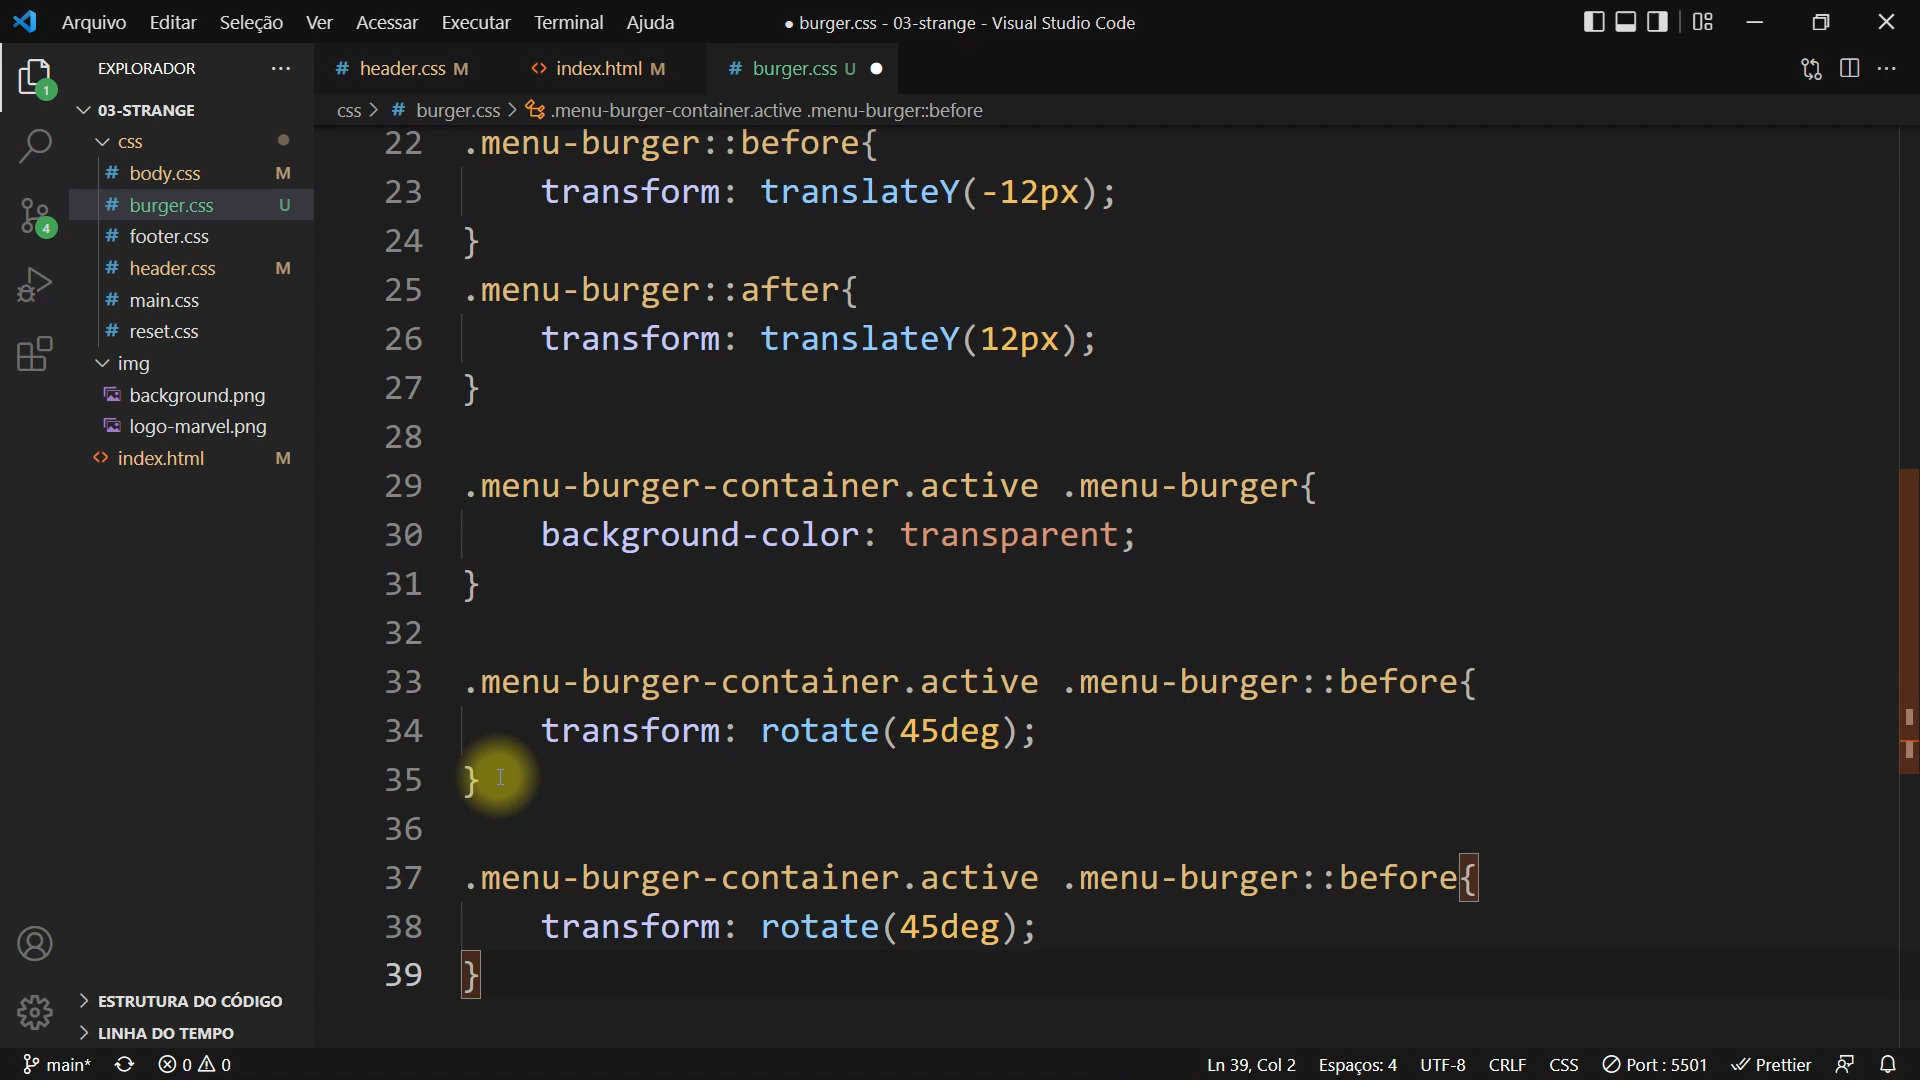 Arquivo Editar Seleção Ver Acessar Executar Terminal Ajuda
● burger.css - 03-strange - Visual Studio Code
EXPLORADOR
1
03-STRANGE
css
# body.css M
# burger.css U
4
# footer.css
# header.css M
# main.css
# reset.css
img
background.png
logo-marvel.png
<> index.html M
ESTRUTURA DO CÓDIGO
LINHA DO TEMPO
# header.css M
<> index.html M
# burger.css U
css > # burger.css > .menu-burger-container.active .menu-burger::before
22 .menu-burger::before{
23 transform: translateY(-12px);
24 }
25 .menu-burger::after{
26 transform: translateY(12px);
27 }
28
29 .menu-burger-container.active .menu-burger{
30 background-color: transparent;
31 }
32
33 .menu-burger-container.active .menu-burger::before{
34 transform: rotate(45deg);
35 }
36
37 .menu-burger-container.active .menu-burger::before{
38 transform: rotate(45deg);
39 }
main* 0 0 Ln 39, Col 2 Espaços: 4 UTF-8 CRLF CSS Port : 5501 Prettier